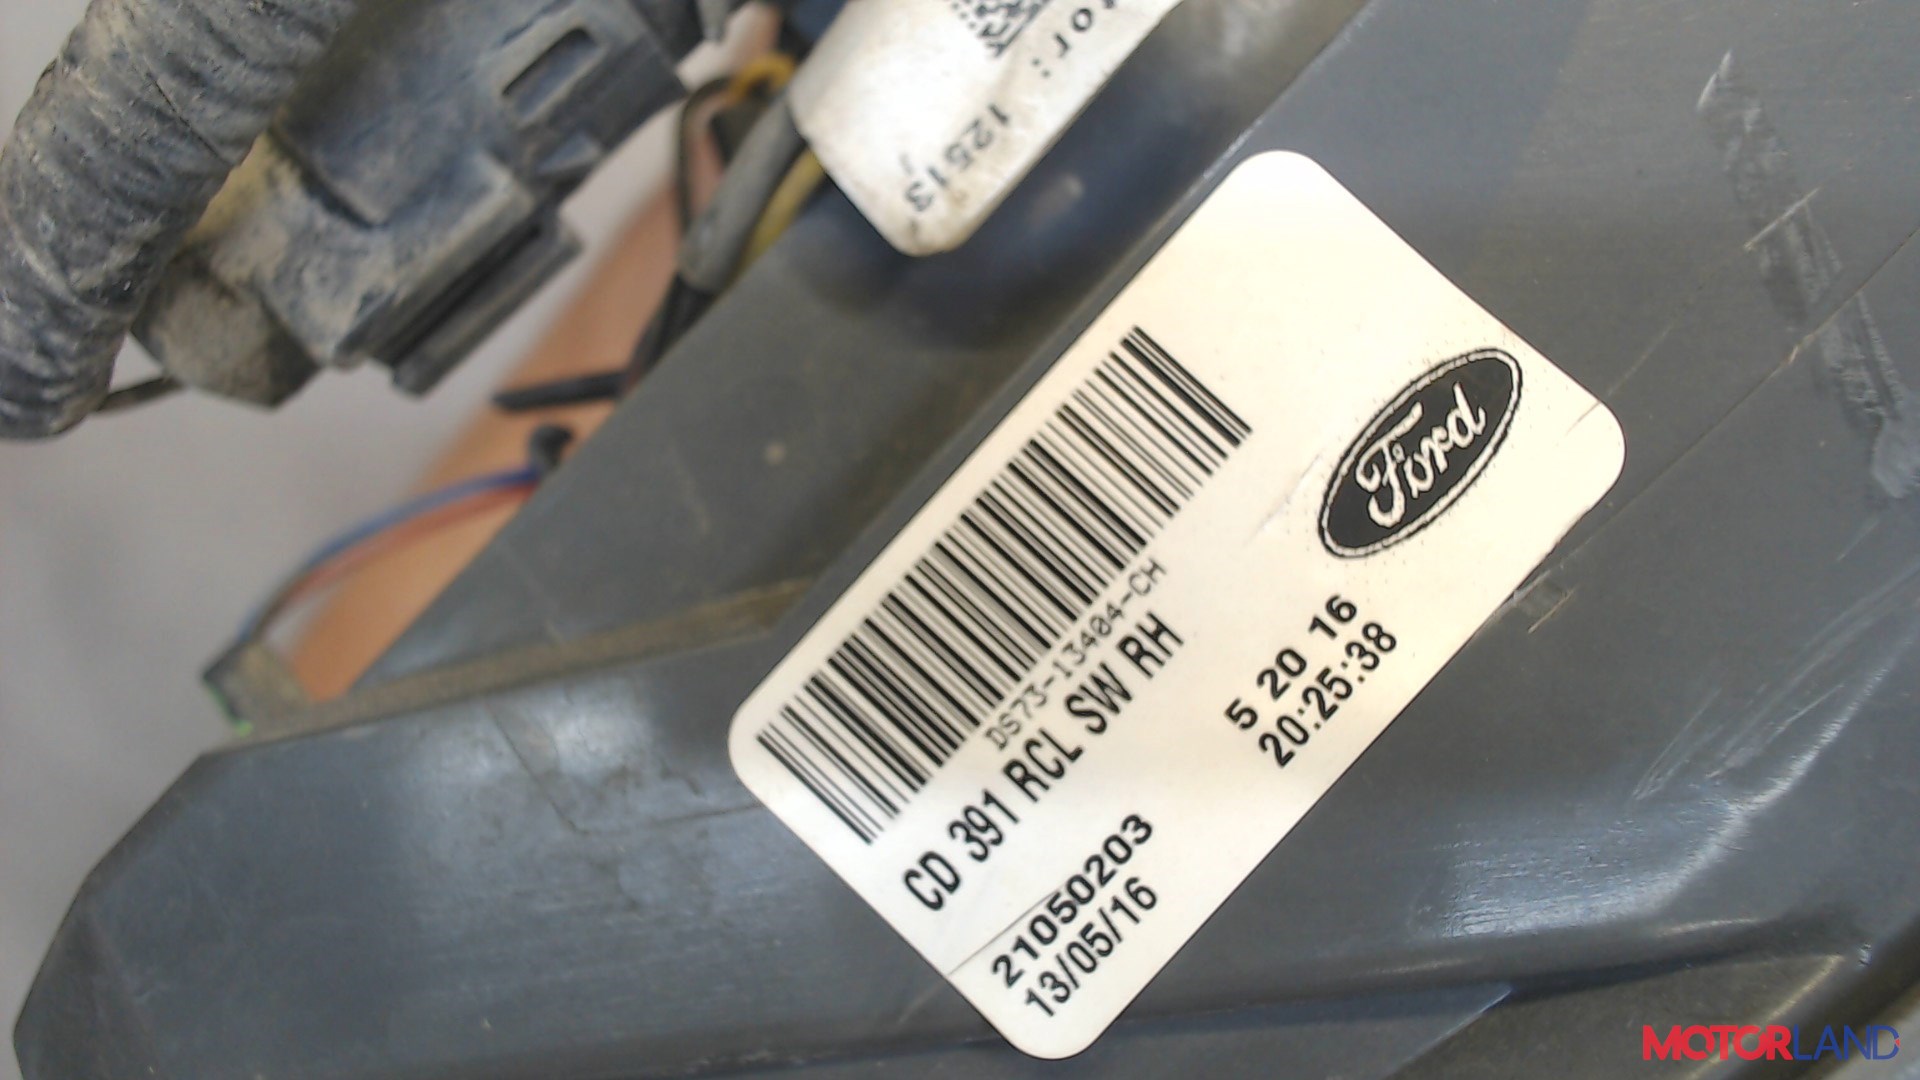 tor: 12513
DS73-13404-CH
CD 391 RCL SW RH
21050203
13/05/16
5 20 16
20:25:38
Ford
MOTORLAND